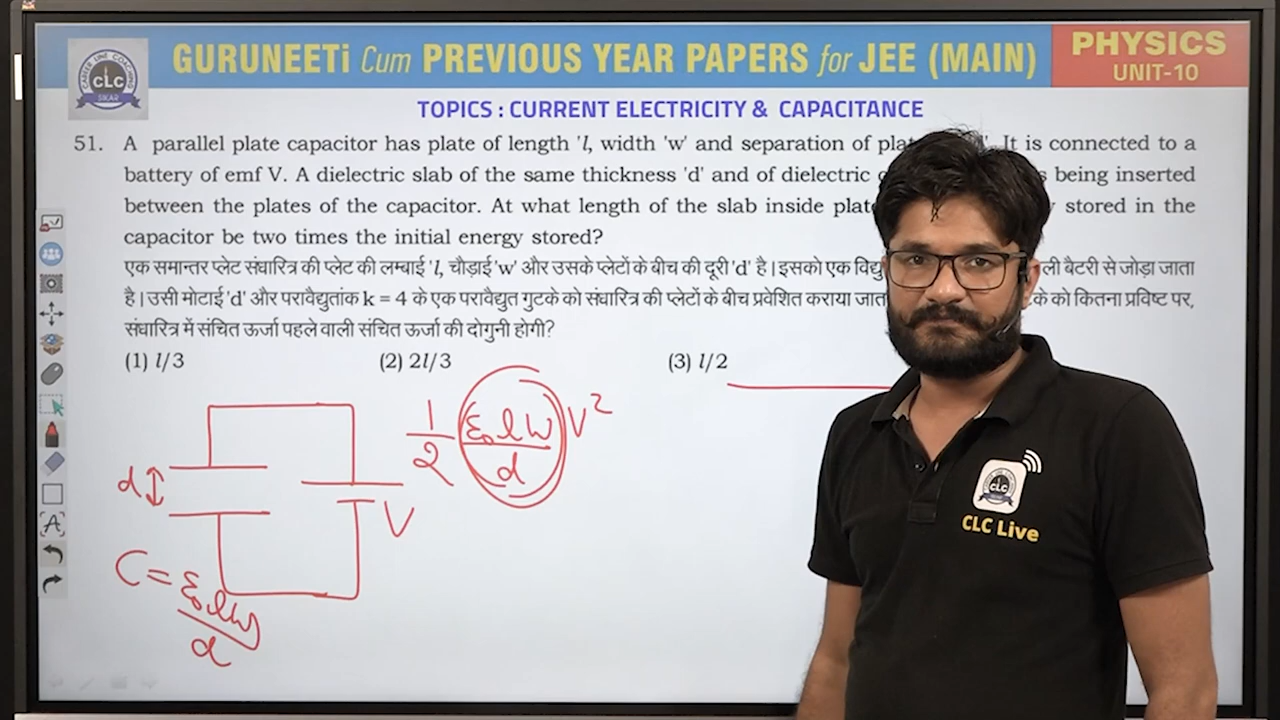 GURUNEETi Cum PREVIOUS YEAR PAPERS for JEE (MAIN)
PHYSICS
UNIT-10
CLC
SIKAR
TOPICS : CURRENT ELECTRICITY & CAPACITANCE
51. A parallel plate capacitor has plate of length 'l, width 'w' and separation of It is connected to a
battery of emf V. A dielectric slab of the same thickness 'd' and of dielectric being inserted
between the plates of the capacitor. At what length of the slab inside stored in the
capacitor be two times the initial energy stored?
एक समान्तर प्लेट संधारित्र की प्लेट की लम्बाई 'l, चौड़ाई 'w' और उसके प्लेटों के बीच की दूरी 'd' है। इसको एक बैटरी से जोड़ा जाता
है। उसी मोटाई 'd' और परावैद्युतांक k = 4 के एक परावैद्युत गुटके को संधारित्र की प्लेटों के बीच प्रवेशित कराया को कितना प्रविष्ट पर,
संधारित्र में संचित ऊर्जा पहले वाली संचित ऊर्जा की दोगुनी होगी?
(1) l/3 (2) 2l/3 (3) l/2
1/2 ε₀lw/d V²
d
V
C = ε₀lw/d
CLC
CLC Live